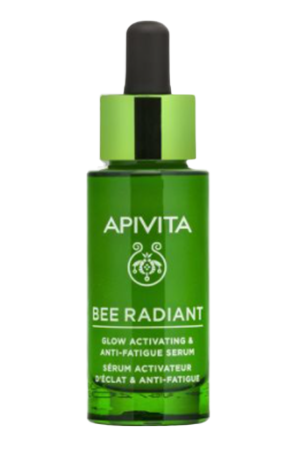 APIVITA
BEE RADIANT
GLOW ACTIVATING &
ANTI-FATIGUE SERUM
SÉRUM ACTIVATEUR
D'ÉCLAT & ANTI-FATIGUE